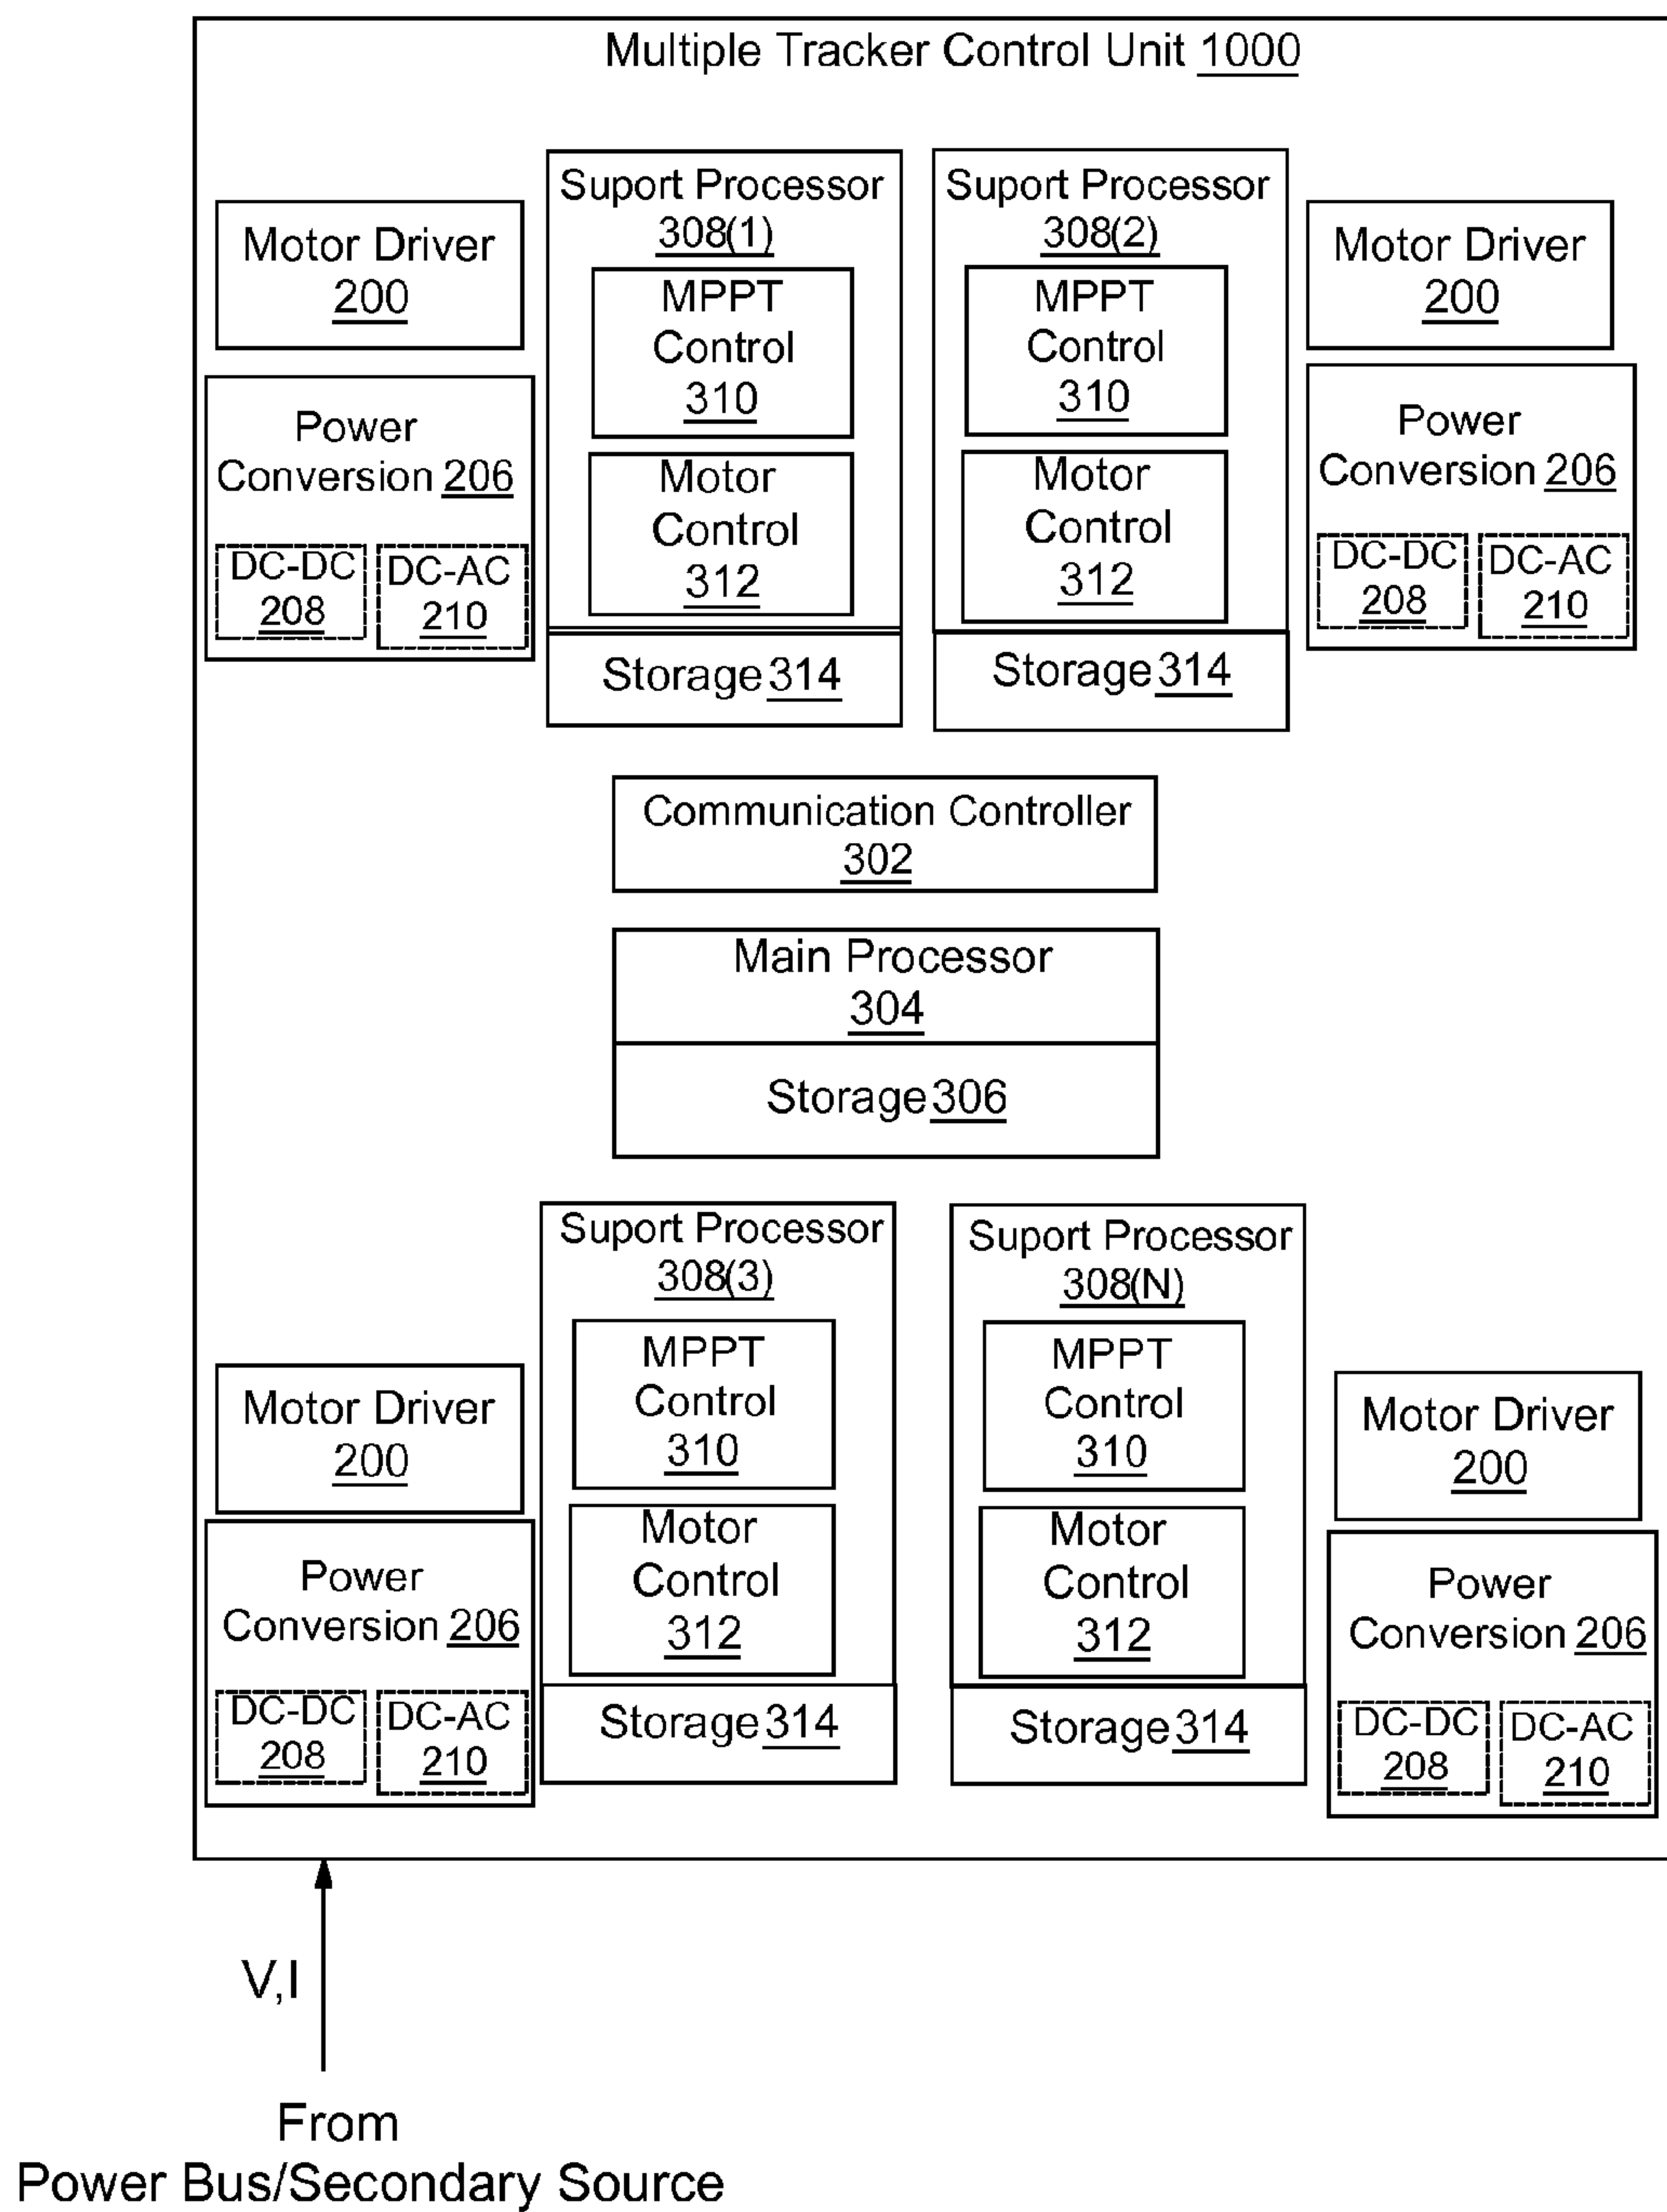 Multiple Tracker Control Unit 1000
Motor Driver
200
Power
Conversion 206
DC-DC
208
DC-AC
210
Suport Processor
308(1)
MPPT
Control
310
Motor
Control
312
Storage 314
Suport Processor
308(2)
MPPT
Control
310
Motor
Control
312
Storage 314
Motor Driver
200
Power
Conversion 206
DC-DC
208
DC-AC
210
Communication Controller
302
Main Processor
304
Storage 306
Motor Driver
200
Power
Conversion 206
DC-DC
208
DC-AC
210
Suport Processor
308(3)
MPPT
Control
310
Motor
Control
312
Storage 314
Suport Processor
308(N)
MPPT
Control
310
Motor
Control
312
Storage 314
Motor Driver
200
Power
Conversion 206
DC-DC
208
DC-AC
210
V,I
From
Power Bus/Secondary Source